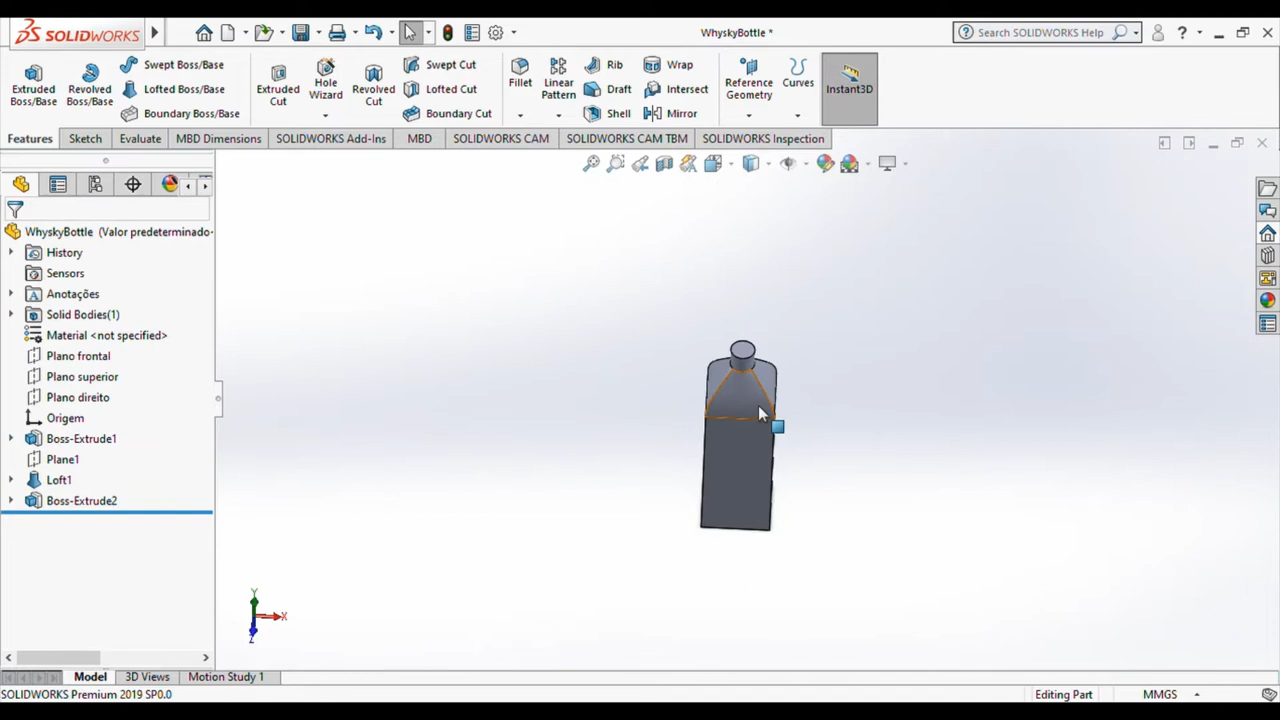 SOLIDWORKS
WhyskyBottle *
Search SOLIDWORKS Help
?
Extruded Boss/Base
Revolved Boss/Base
Swept Boss/Base
Lofted Boss/Base
Boundary Boss/Base
Extruded Cut
Hole Wizard
Revolved Cut
Swept Cut
Lofted Cut
Boundary Cut
Fillet
Linear Pattern
Rib
Draft
Shell
Wrap
Intersect
Mirror
Reference Geometry
Curves
Instant3D
Features
Sketch
Evaluate
MBD Dimensions
SOLIDWORKS Add-Ins
MBD
SOLIDWORKS CAM
SOLIDWORKS CAM TBM
SOLIDWORKS Inspection
WhyskyBottle (Valor predeterminado
History
Sensors
Anotações
Solid Bodies(1)
Material <not specified>
Plano frontal
Plano superior
Plano direito
Origem
Boss-Extrude1
Plane1
Loft1
Boss-Extrude2
Y
X
Z
Model
3D Views
Motion Study 1
SOLIDWORKS Premium 2019 SP0.0
Editing Part
MMGS